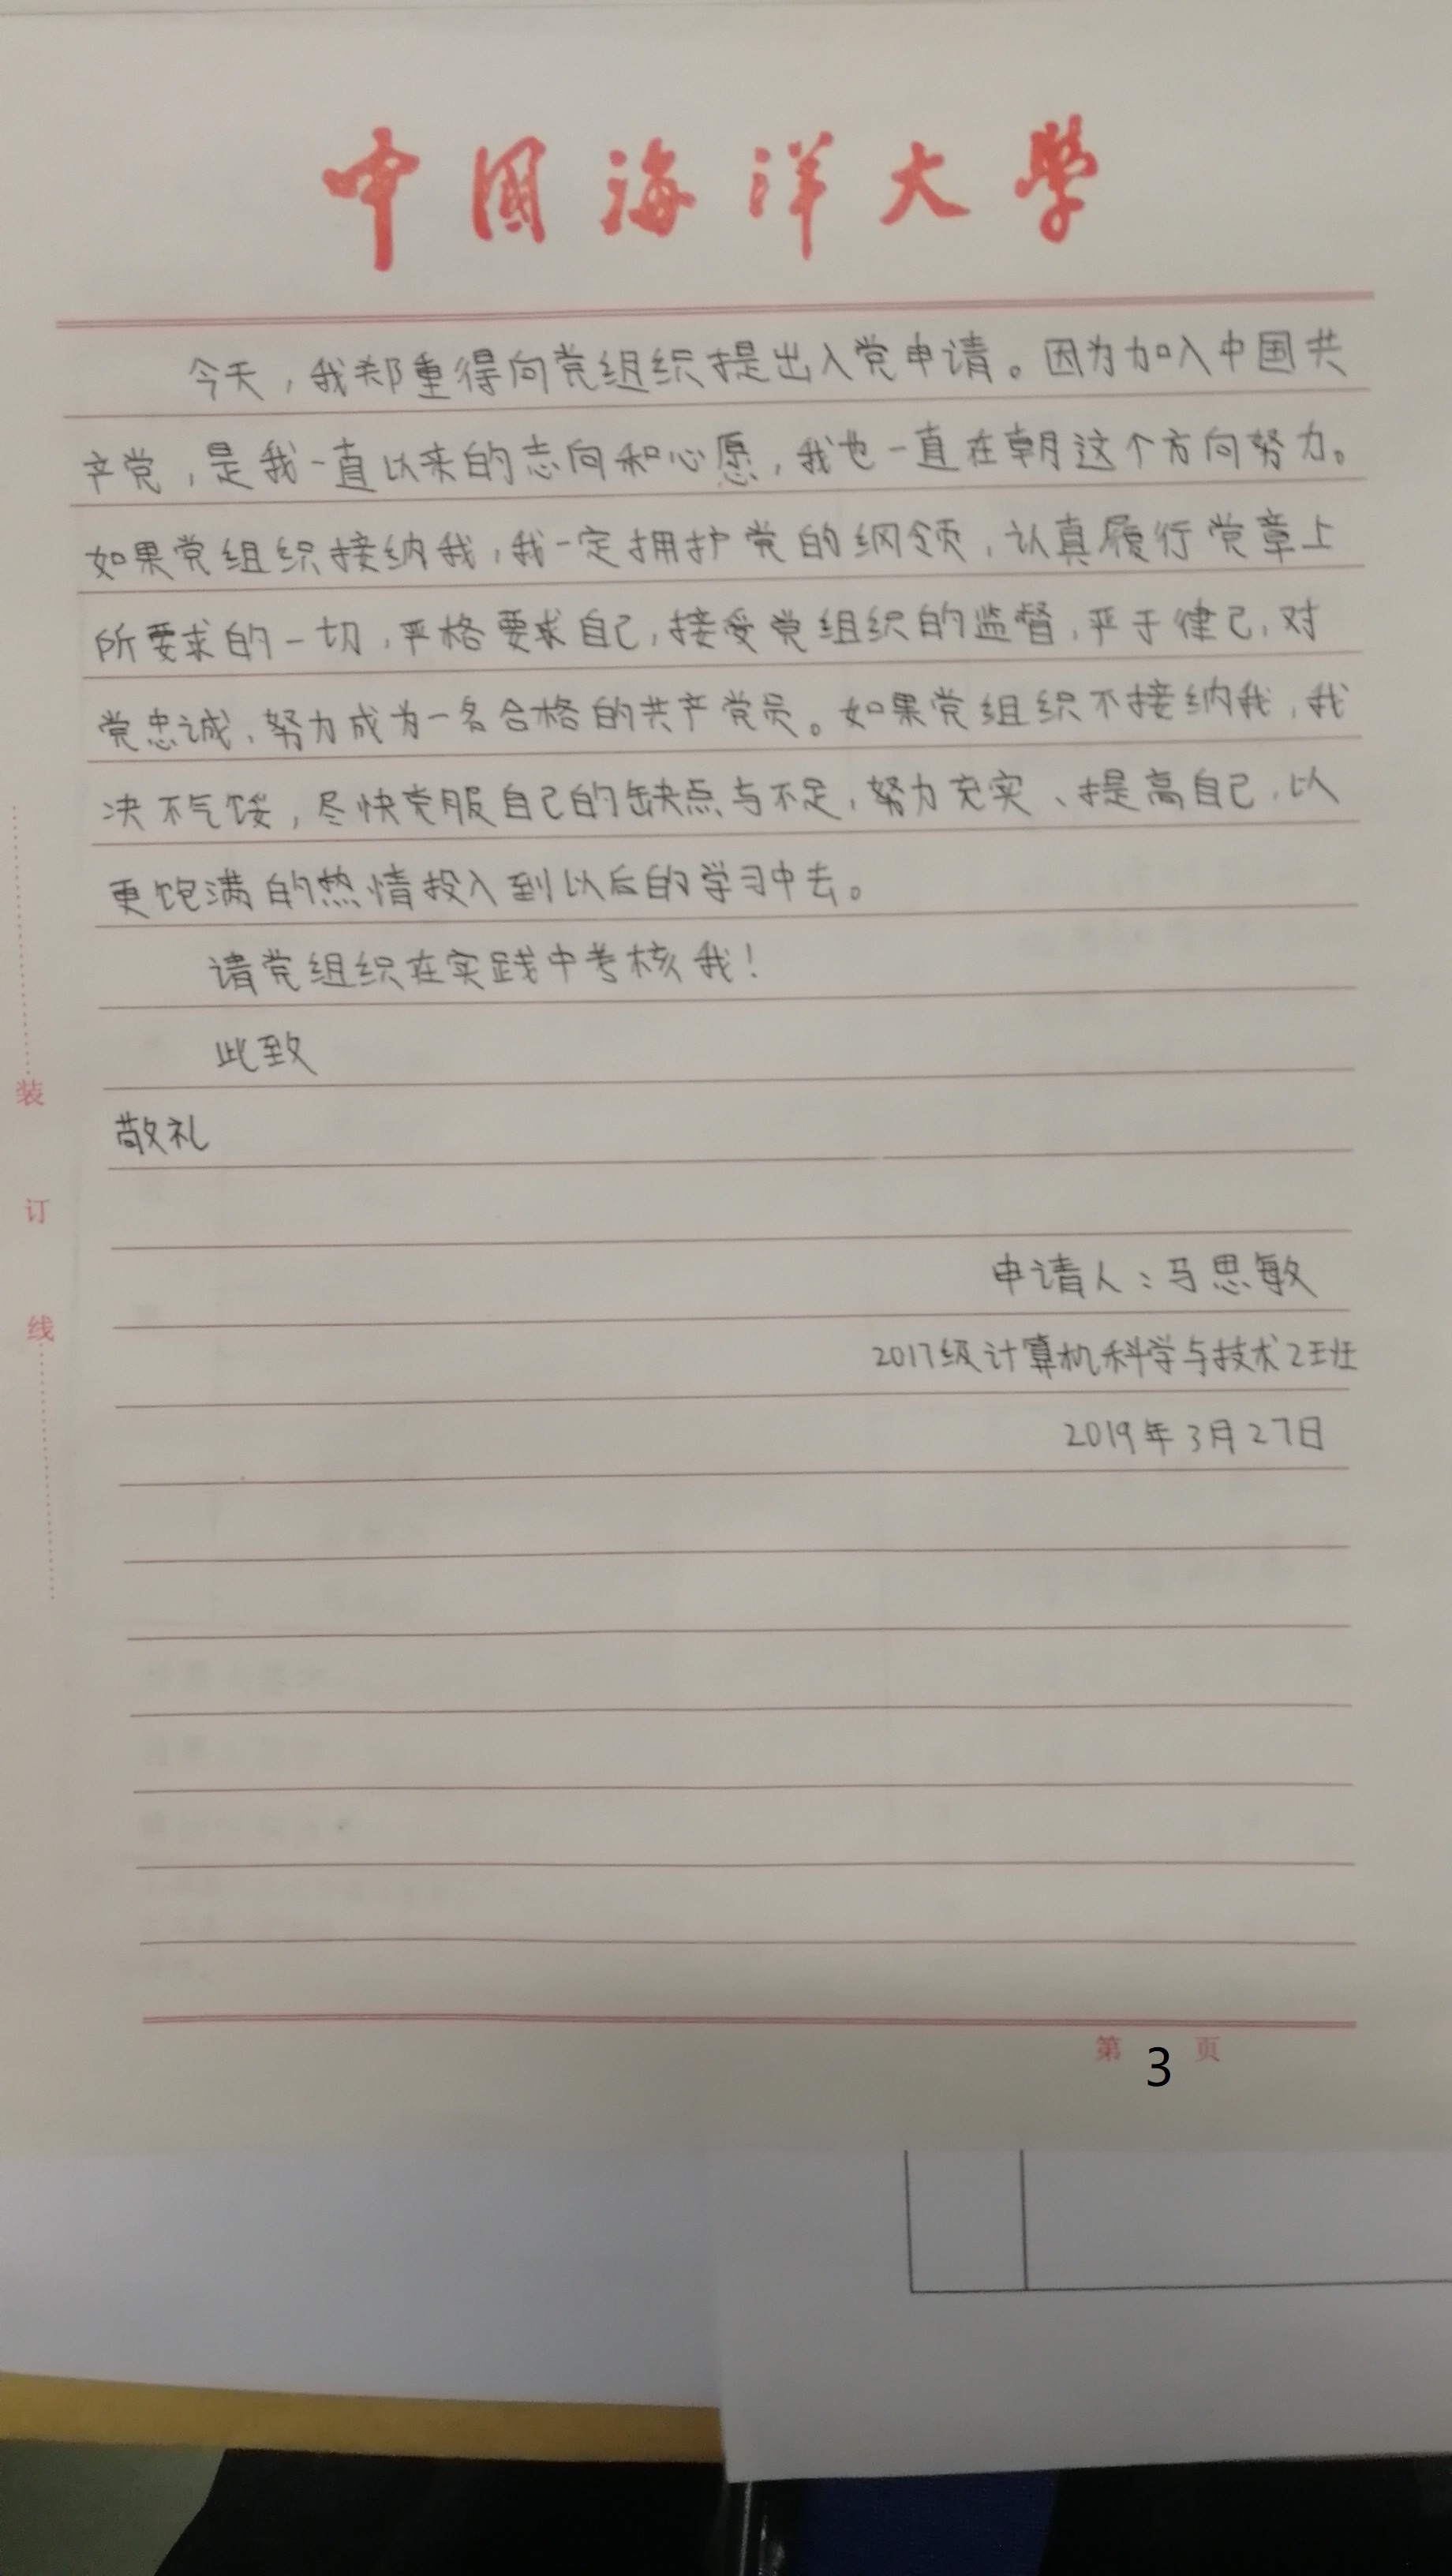 中國海洋大學
今天，我郑重得向党组织提出入党申请。因为加入中国共
产党，是我一直以来的志向和心愿，我也一直在朝这个方向努力。
如果党组织接纳我，我一定拥护党的纲领，认真履行党章上
所要求的一切，严格要求自己，接受党组织的监督，严于律己，对
党忠诚、努力成为一名合格的共产党员。如果党组织不接纳我，我
决不气馁，尽快克服自己的缺点与不足，努力充实、提高自己，以
更饱满的热情投入到以后的学习中去。
请党组织在实践中考核我！
此致
敬礼
装
订
线
申请人：马思敏
2017级计算机科学与技术2班
2019年3月27日
第 3 页